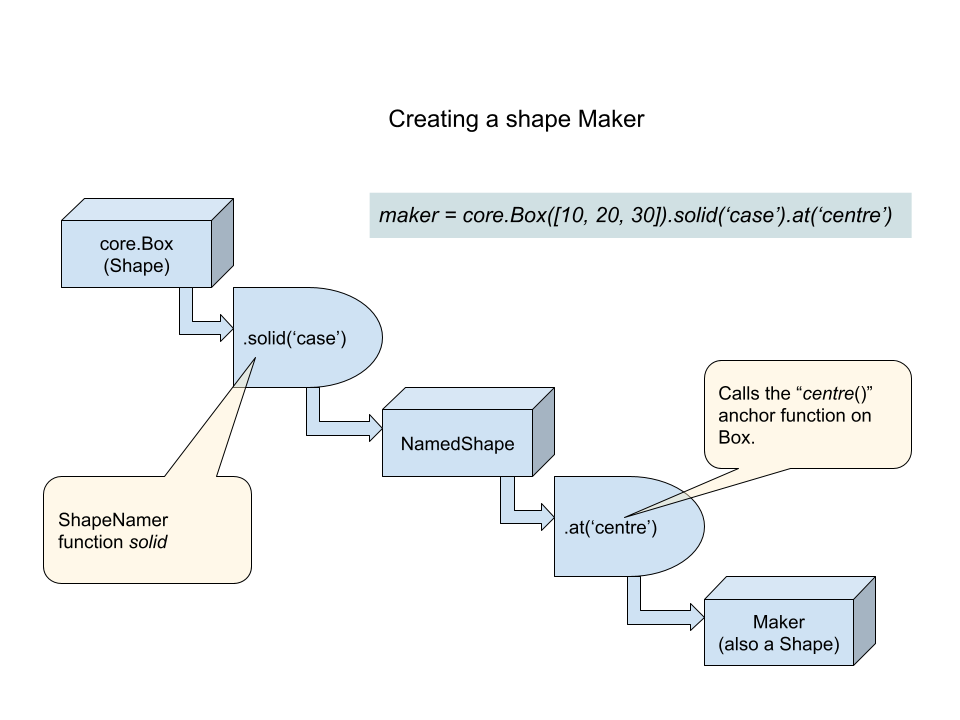 Creating a shape Maker
maker = core.Box([10, 20, 30]).solid(‘case’).at(‘centre’)
core.Box
(Shape)
.solid(‘case’)
NamedShape
Calls the “centre()”
anchor function on
Box.
ShapeNamer
function solid
.at(‘centre’)
Maker
(also a Shape)